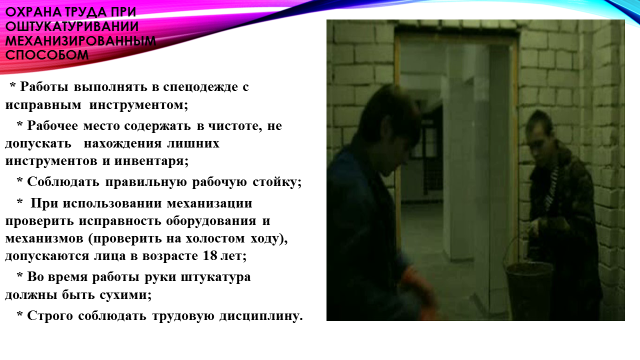 ОХРАНА ТРУДА ПРИ
ОШТУКАТУРИВАНИИ
МЕХАНИЗИРОВАННЫМ
СПОСОБОМ
* Работы выполнять в спецодежде с
исправным инструментом;
* Рабочее место содержать в чистоте, не
допускать нахождения лишних
инструментов и инвентаря;
* Соблюдать правильную рабочую стойку;
* При использовании механизации
проверить исправность оборудования и
механизмов (проверить на холостом ходу),
допускаются лица в возрасте 18 лет;
* Во время работы руки штукатура
должны быть сухими;
* Строго соблюдать трудовую дисциплину.